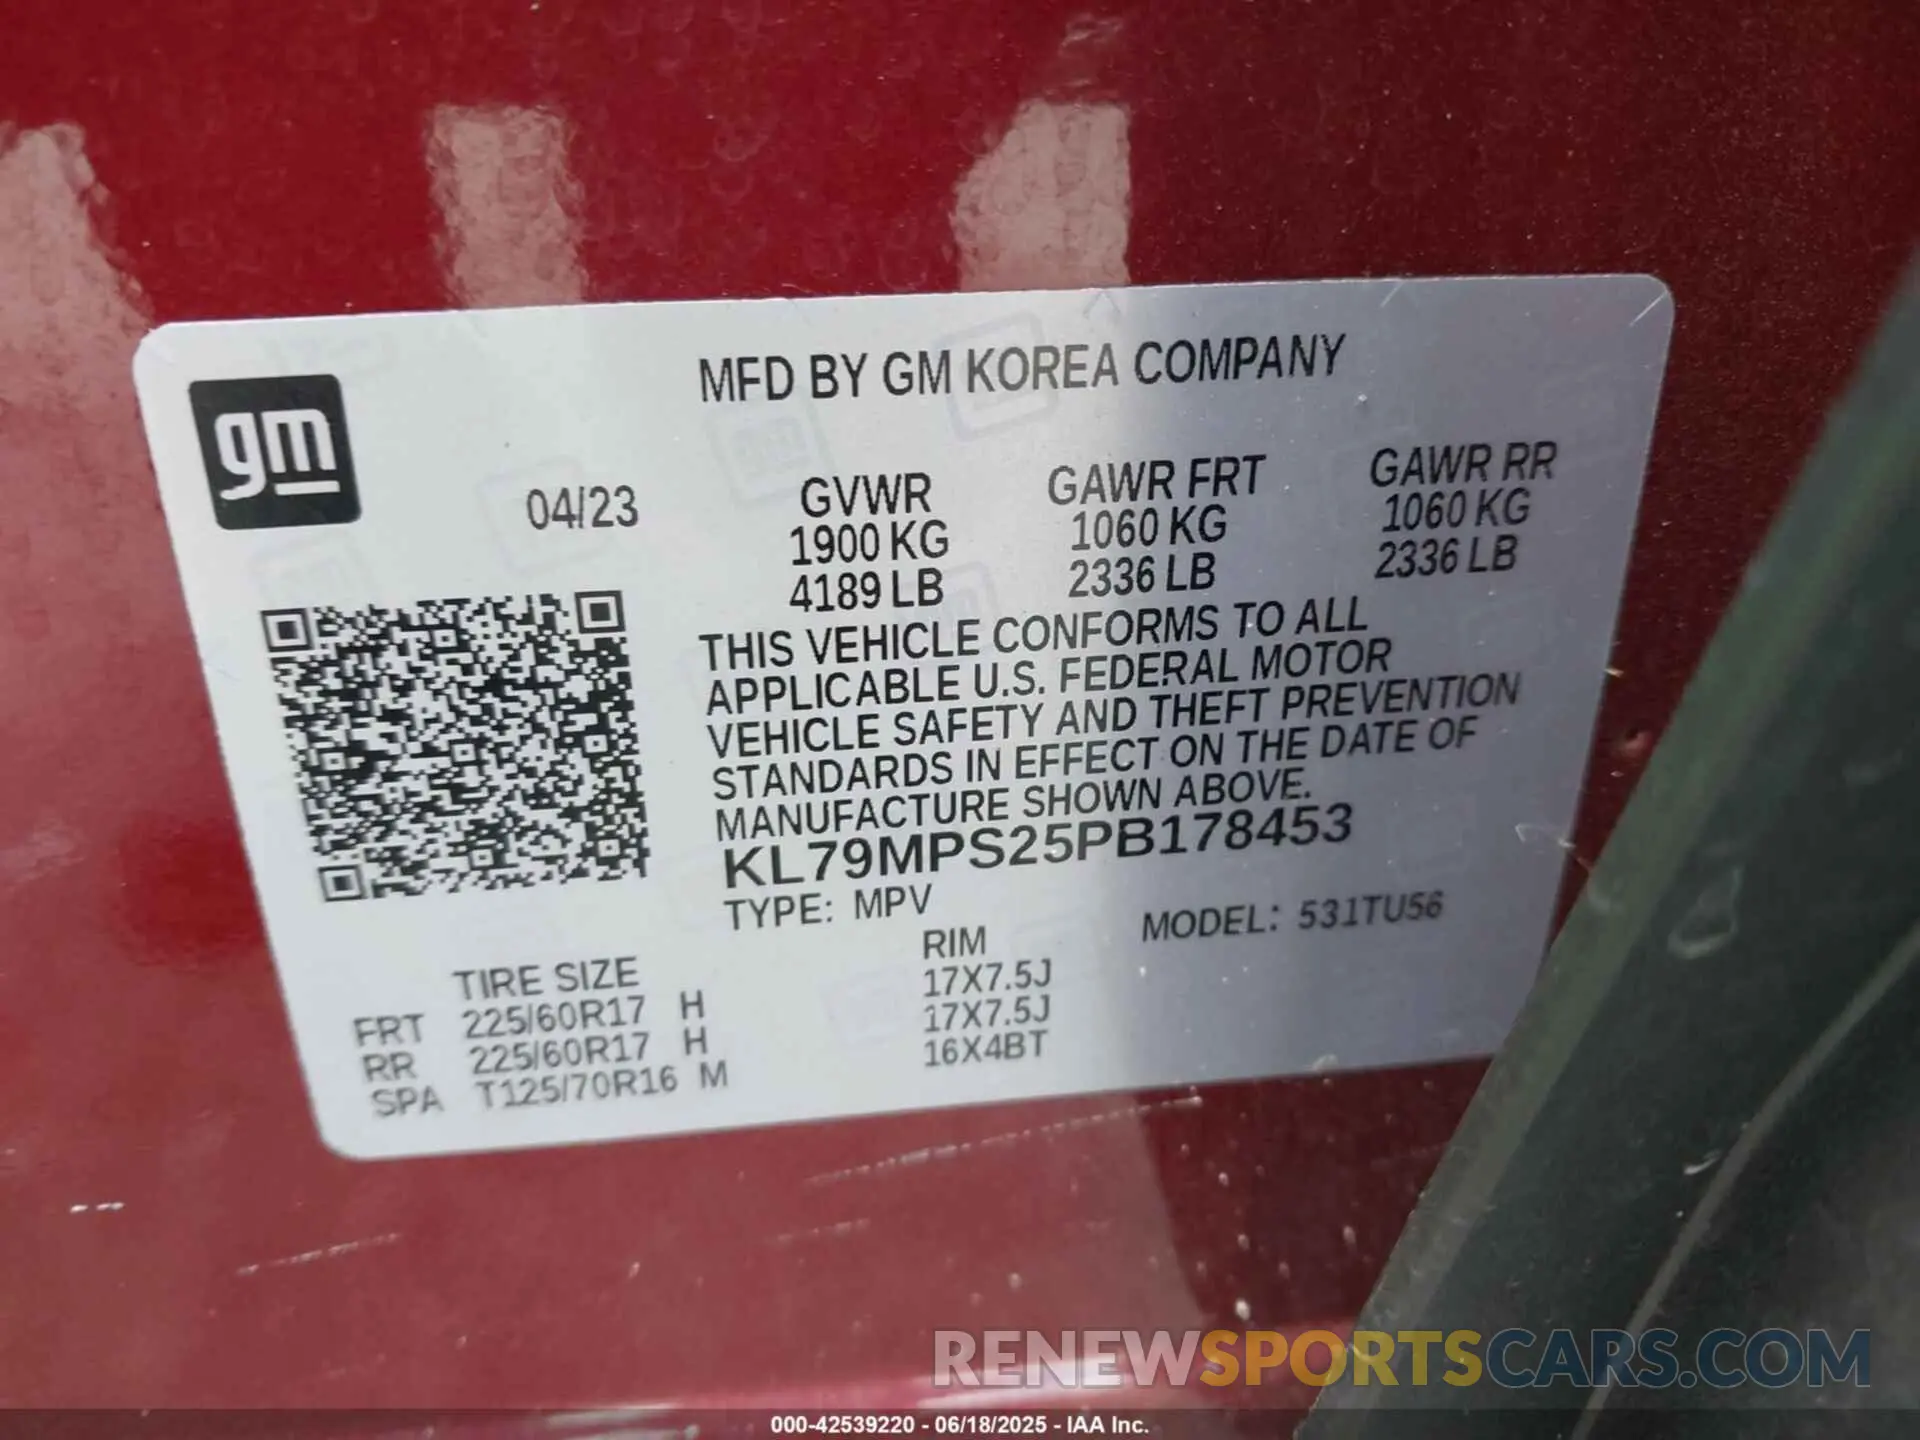 MFD BY GM KOREA COMPANY
gm
04/23
GVWR GAWR FRT GAWR RR
1900 KG 1060 KG 1060 KG
4189 LB 2336 LB 2336 LB
THIS VEHICLE CONFORMS TO ALL
APPLICABLE U.S. FEDERAL MOTOR
VEHICLE SAFETY AND THEFT PREVENTION
STANDARDS IN EFFECT ON THE DATE OF
MANUFACTURE SHOWN ABOVE.
KL79MPS25PB178453
TYPE: MPV MODEL: 531TU56
TIRE SIZE RIM
FRT 225/60R17 H 17X7.5J
RR 225/60R17 H 17X7.5J
SPA T125/70R16 M 16X4BT
RENEWSPORTSCARS.COM
000-42539220 - 06/18/2025 - IAA Inc.